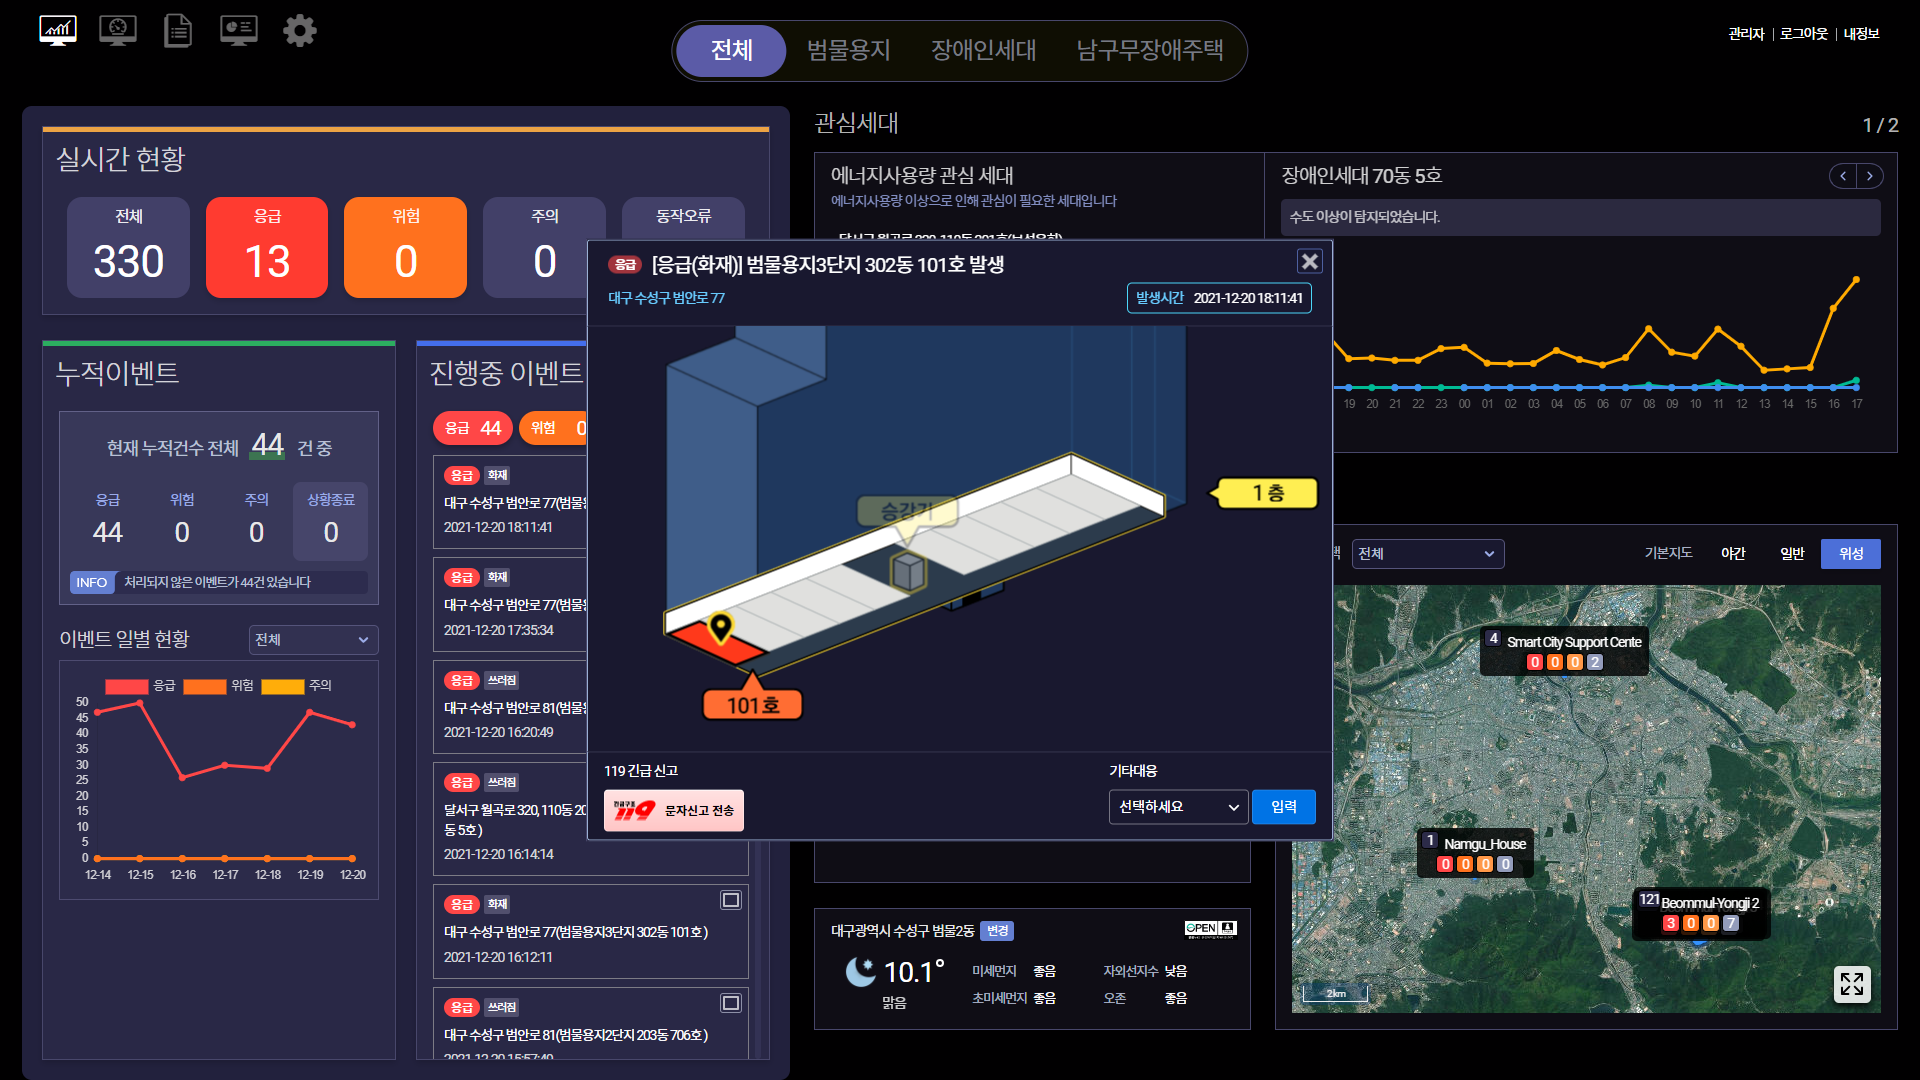 전체
범물용지
장애인세대
남구무장애주택
관리자 | 로그아웃 | 내정보
실시간 현황
전체
330
응급
13
위험
0
주의
0
동작오류
누적이벤트
현재 누적건수 전체 44 건 중
응급 위험 주의 상황종료
44 0 0 0
INFO 처리되지 않은 이벤트가 44건 있습니다
이벤트 일별 현황
전체
응급 위험 주의
50
45
40
35
30
25
20
15
10
5
0
12-14 12-15 12-16 12-17 12-18 12-19 12-20
진행중 이벤트
응급 44
위험 0
응급 화재
대구 수성구 범안로 77(범물
2021-12-20 18:11:41
응급 화재
대구 수성구 범안로 77(범물
2021-12-20 17:35:34
응급 쓰러짐
대구 수성구 범안로 81(범물
2021-12-20 16:20:49
응급 쓰러짐
달서구 월곡로 320, 110동 20
동 5호 )
2021-12-20 16:14:14
응급 화재
대구 수성구 범안로 77(범물용지3단지 302동 101호 )
2021-12-20 16:12:11
응급 쓰러짐
대구 수성구 범안로 81(범물용지2단지 203동 706호 )
2021-12-20 15:57:49
응급 [응급(화재)] 범물용지3단지 302동 101호 발생
대구 수성구 범안로 77
발생시간 2021-12-20 18:11:41
승강기
1 층
101 호
119 긴급 신고
긴급구조 119 문자신고 전송
기타대응
선택하세요
입력
관심세대
1 / 2
에너지사용량 관심 세대
에너지사용량 이상으로 인해 관심이 필요한 세대입니다
장애인세대 70동 5호
수도 이상이 탐지되었습니다.
19 20 21 22 23 00 01 02 03 04 05 06 07 08 09 10 11 12 13 14 15 16 17
전체
기본지도 야간 일반 위성
4 Smart City Support Cente
0 0 0 2
1 Namgu_House
0 0 0 0
121 Beommul-Yongji 2
3 0 0 7
2km
대구광역시 수성구 범물2동 변경
OPEN
10.1°
맑음
미세먼지 좋음
자외선지수 낮음
초미세먼지 좋음
오존 좋음